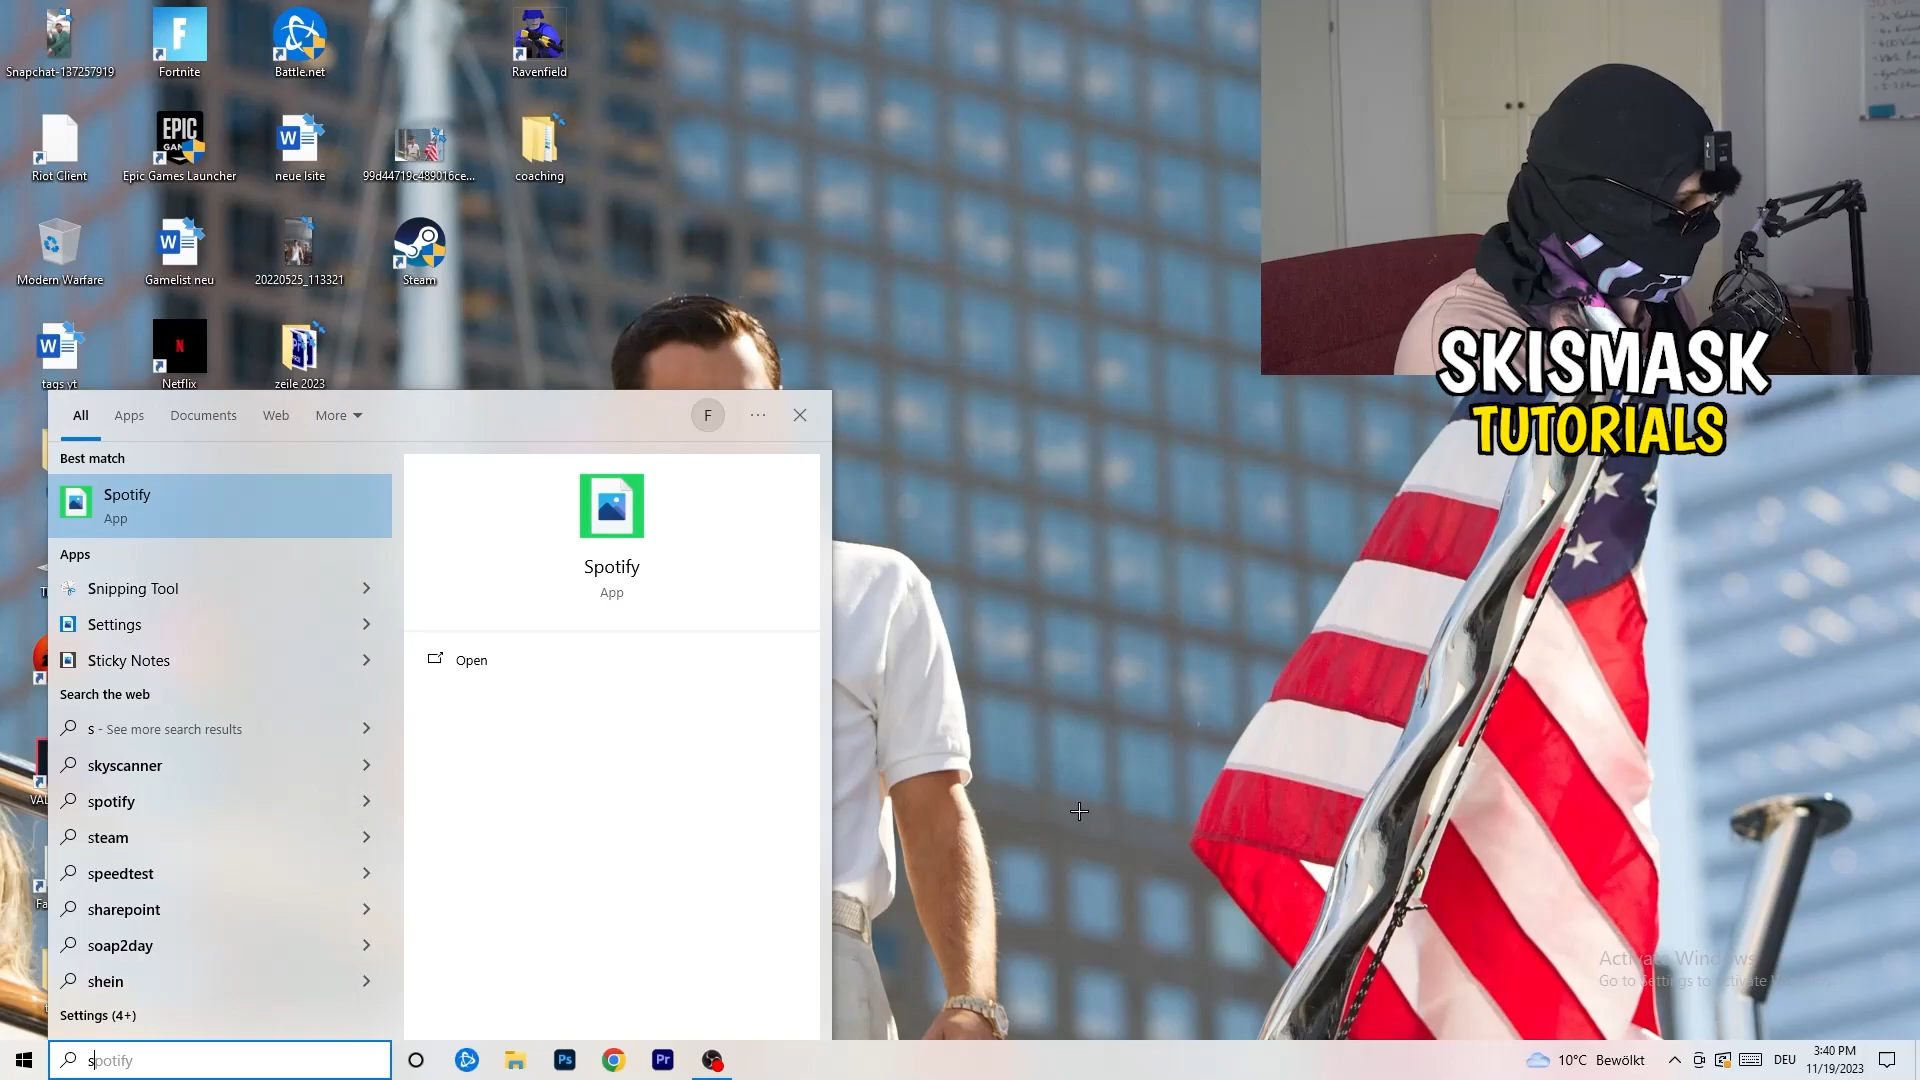 Snapchat-137257919
Fortnite
Battle.net
Ravenfield
Riot Client
EPIC
Epic Games Launcher
neue lsite
99d44719c489016ce...
coaching
Modern Warfare
Gamelist neu
20220525_113321
Steam
tags yt
Netflix
zeile 2023
SKISMASK
TUTORIALS
All
Apps
Documents
Web
More
F
Best match
Spotify
App
Apps
Snipping Tool
Settings
Sticky Notes
Search the web
s - See more search results
skyscanner
spotify
steam
speedtest
sharepoint
soap2day
shein
Settings (4+)
Spotify
App
Open
Activate Windows
Go to Settings to activate
spotify
Ps
Pr
10°C Bewölkt
DEU
3:40 PM
11/19/2023